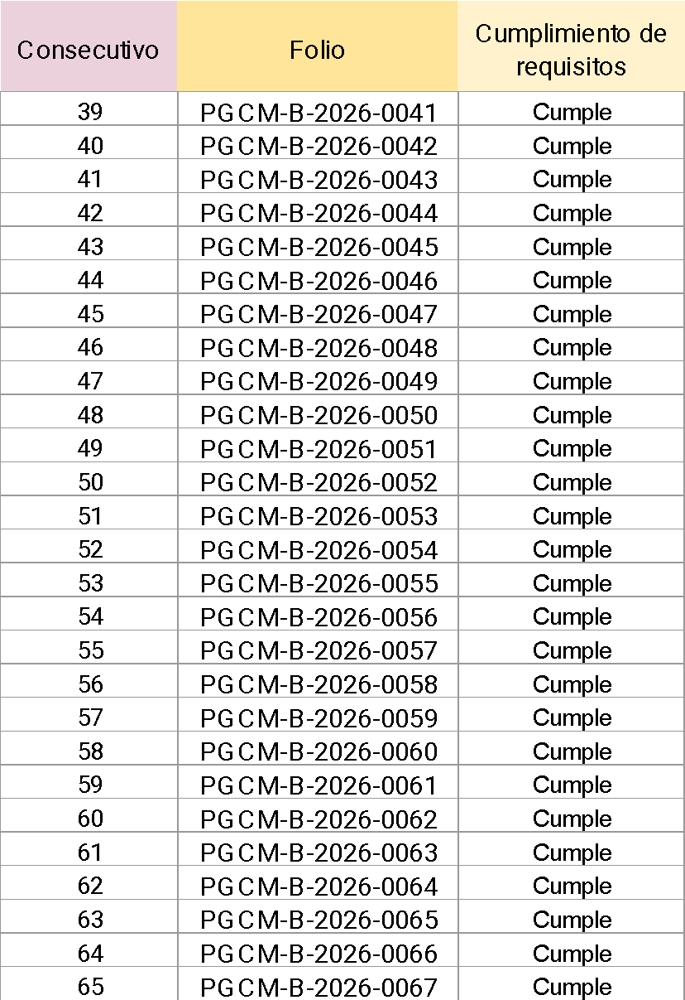 Consecutivo Folio Cumplimiento de requisitos
39 PGCM-B-2026-0041 Cumple
40 PGCM-B-2026-0042 Cumple
41 PGCM-B-2026-0043 Cumple
42 PGCM-B-2026-0044 Cumple
43 PGCM-B-2026-0045 Cumple
44 PGCM-B-2026-0046 Cumple
45 PGCM-B-2026-0047 Cumple
46 PGCM-B-2026-0048 Cumple
47 PGCM-B-2026-0049 Cumple
48 PGCM-B-2026-0050 Cumple
49 PGCM-B-2026-0051 Cumple
50 PGCM-B-2026-0052 Cumple
51 PGCM-B-2026-0053 Cumple
52 PGCM-B-2026-0054 Cumple
53 PGCM-B-2026-0055 Cumple
54 PGCM-B-2026-0056 Cumple
55 PGCM-B-2026-0057 Cumple
56 PGCM-B-2026-0058 Cumple
57 PGCM-B-2026-0059 Cumple
58 PGCM-B-2026-0060 Cumple
59 PGCM-B-2026-0061 Cumple
60 PGCM-B-2026-0062 Cumple
61 PGCM-B-2026-0063 Cumple
62 PGCM-B-2026-0064 Cumple
63 PGCM-B-2026-0065 Cumple
64 PGCM-B-2026-0066 Cumple
65 PGCM-B-2026-0067 Cumple